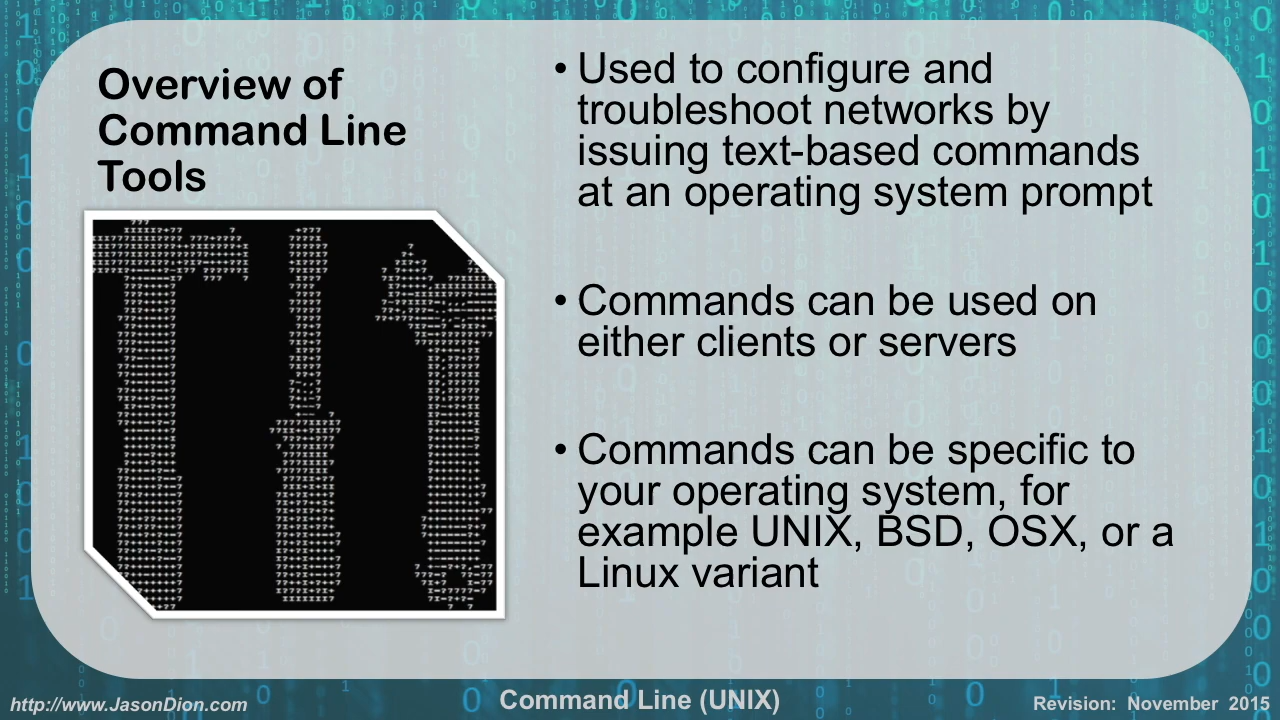 Overview of
Command Line
Tools
• Used to configure and
troubleshoot networks by
issuing text-based commands
at an operating system prompt
• Commands can be used on
either clients or servers
• Commands can be specific to
your operating system, for
example UNIX, BSD, OSX, or a
Linux variant
http://www.JasonDion.com
Command Line (UNIX)
Revision: November 2015